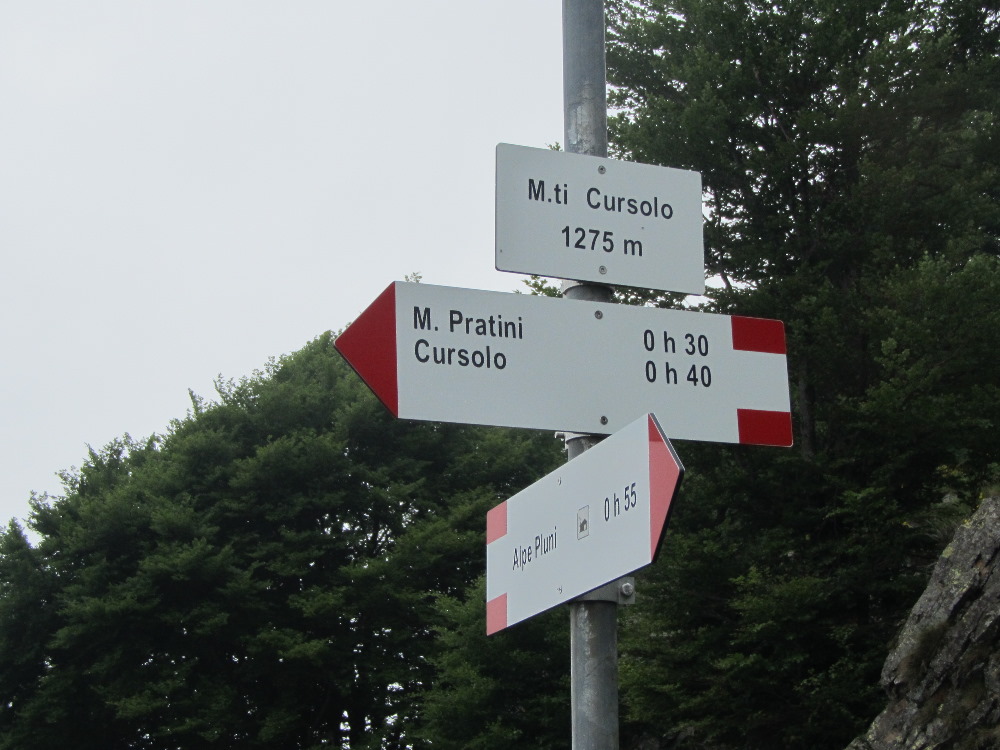 M.ti Cursolo
1275 m
M. Pratini 0 h 30
Cursolo 0 h 40
Alpe Pluni 0 h 55